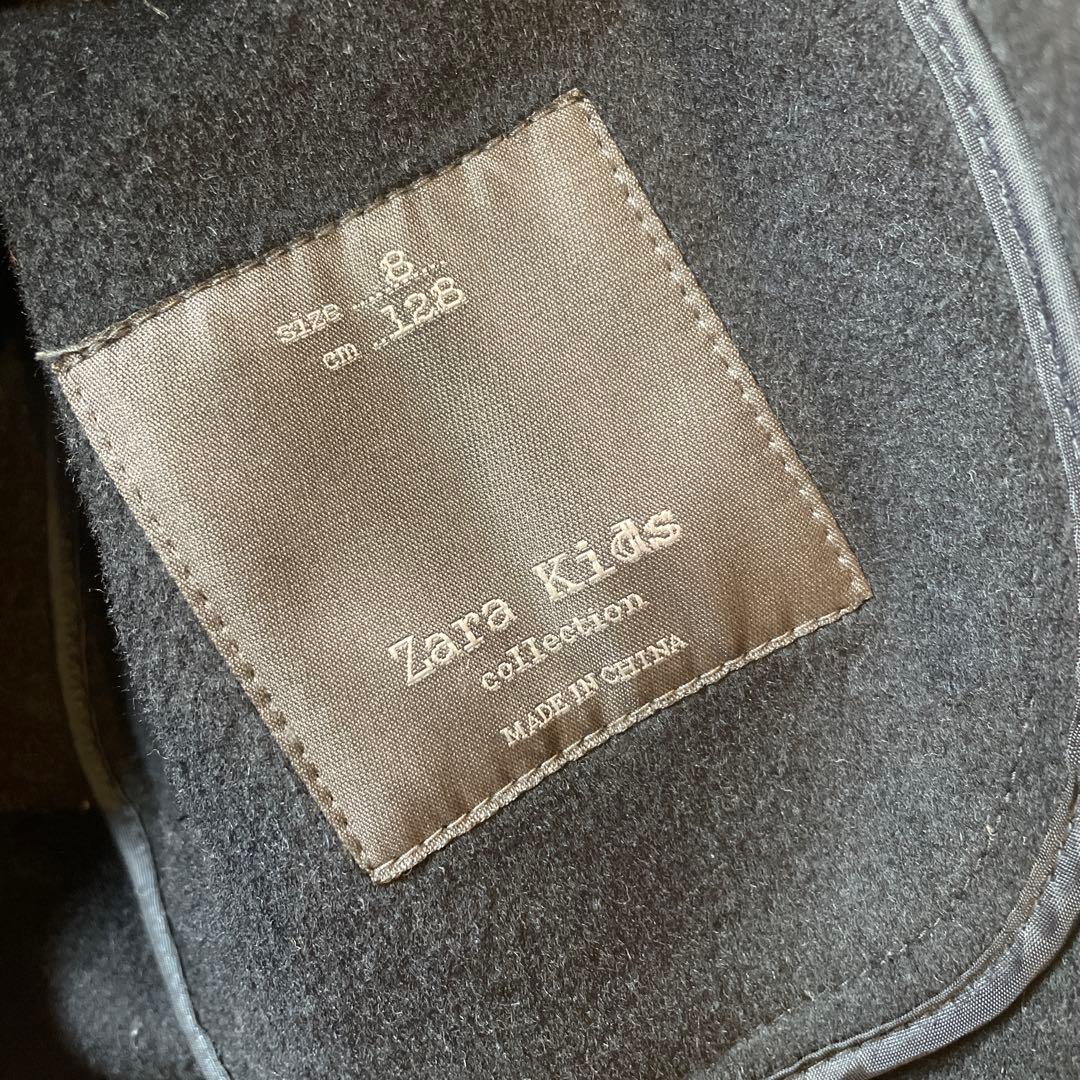 size ....8....
cm ...128
Zara Kids
collection
MADE IN CHINA